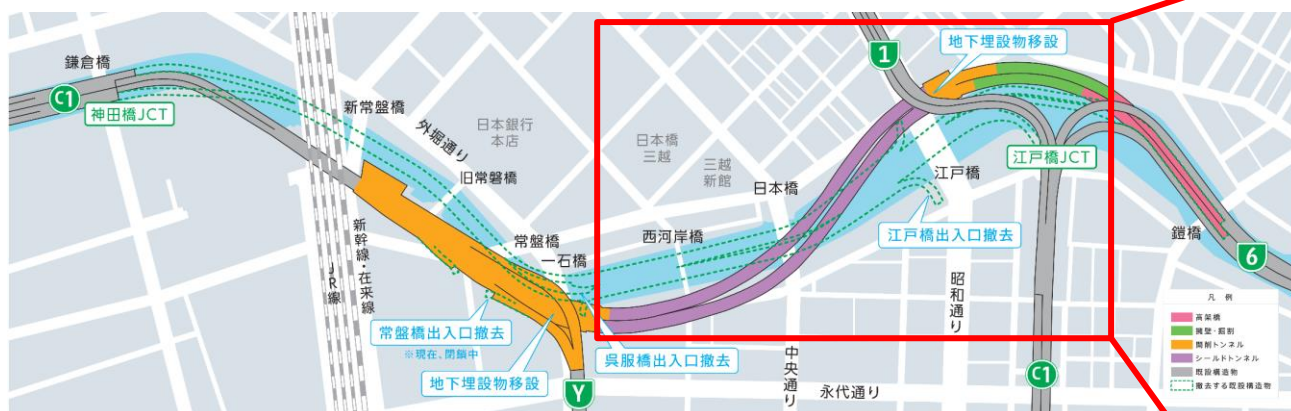 鎌倉橋
C1
神田橋JCT
新常盤橋
外堀通り
日本銀行
本店
旧常磐橋
新幹線・在来線
JR線
常盤橋
一石橋
常盤橋出入口撤去
※現在、閉鎖中
地下埋設物移設
Y
呉服橋出入口撤去
西河岸橋
日本橋
三越
三越
新館
日本橋
中央通り
永代通り
1
地下埋設物移設
江戸橋
江戸橋出入口撤去
昭和通り
江戸橋JCT
C1
鎧橋
6
凡 例
高架橋
擁壁・掘割
開削トンネル
シールドトンネル
既設構造物
撤去する既設構造物